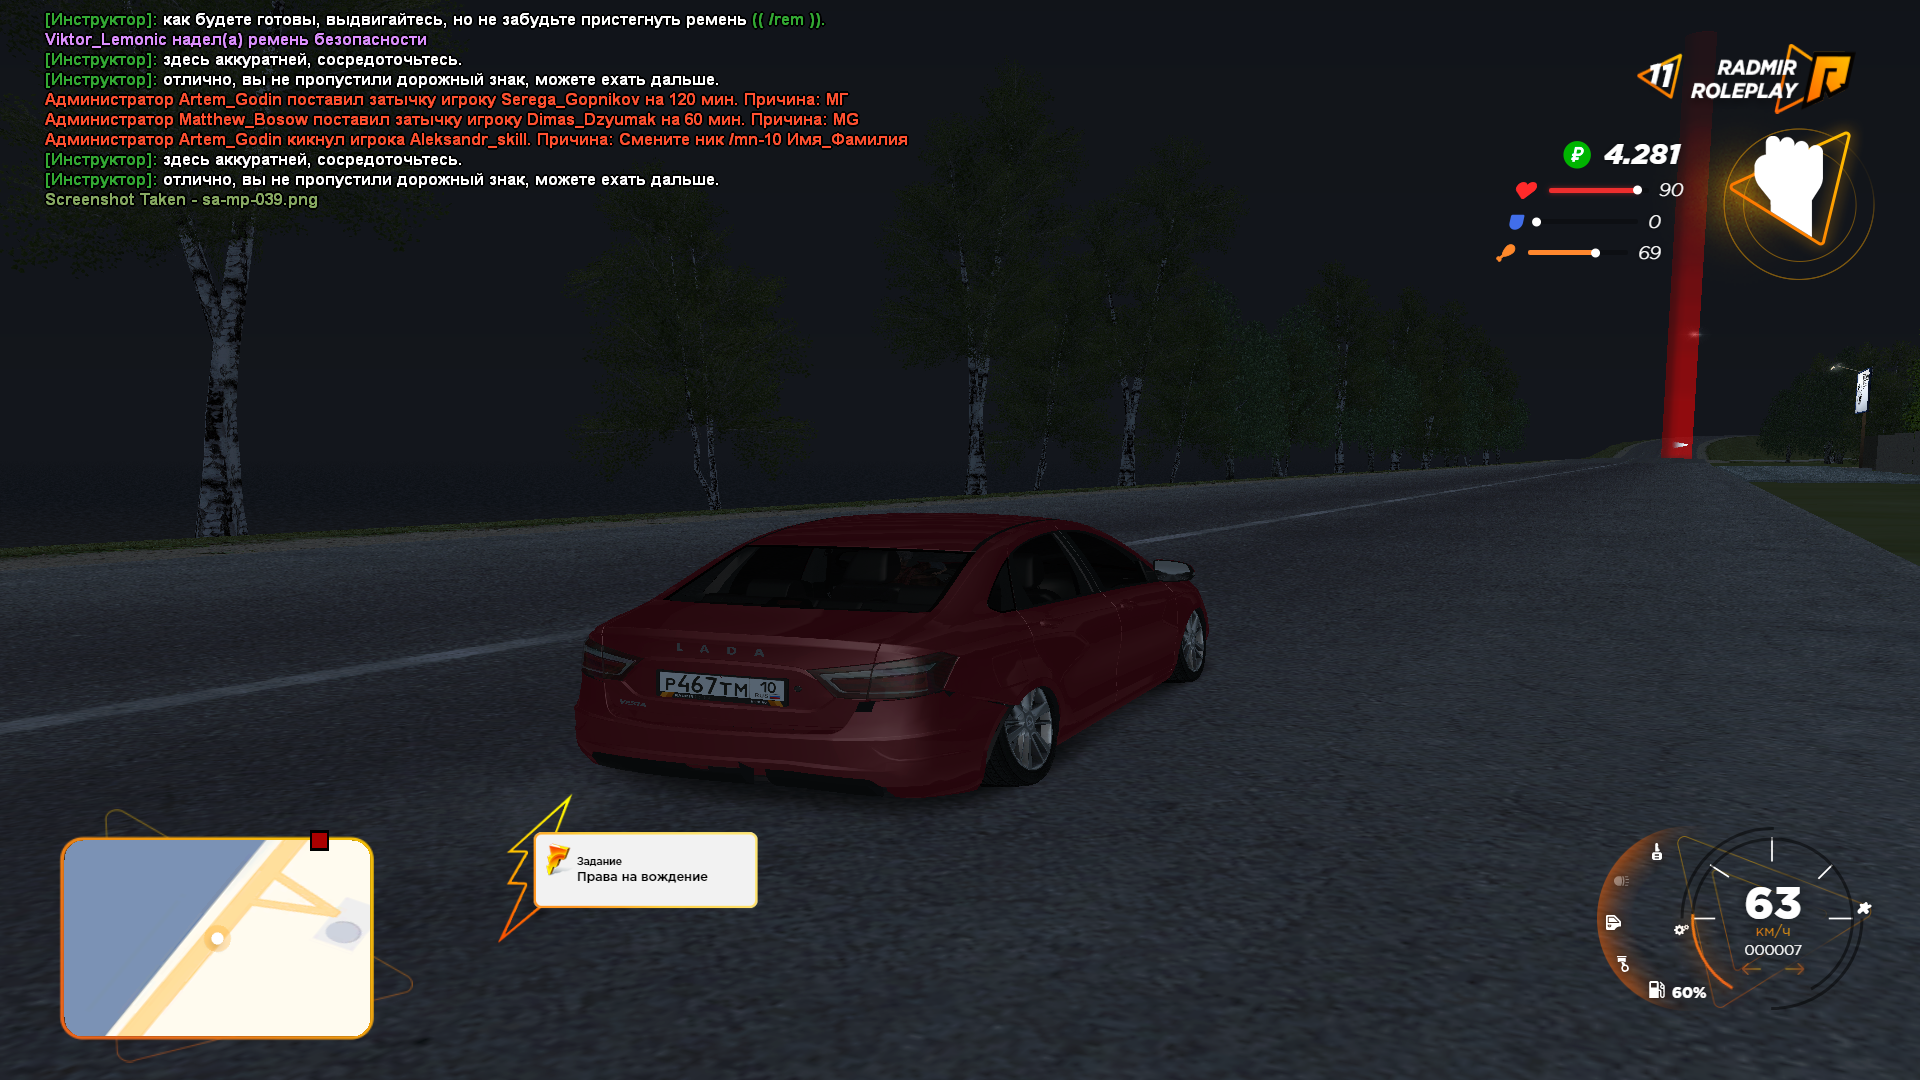 [Инструктор]: как будете готовы, выдвигайтесь, но не забудьте пристегнуть ремень (( /rem )).
Viktor_Lemonic надел(а) ремень безопасности
[Инструктор]: здесь аккуратней, сосредоточьтесь.
[Инструктор]: отлично, вы не пропустили дорожный знак, можете ехать дальше.
Администратор Artem_Godin поставил затычку игроку Serega_Gopnikov на 120 мин. Причина: МГ
Администратор Matthew_Bosow поставил затычку игроку Dimas_Dzyumak на 60 мин. Причина: MG
Администратор Artem_Godin кикнул игрока Aleksandr_skill. Причина: Смените ник /mn-10 Имя_Фамилия
[Инструктор]: здесь аккуратней, сосредоточьтесь.
[Инструктор]: отлично, вы не пропустили дорожный знак, можете ехать дальше.
Screenshot Taken - sa-mp-039.png
11
RADMIR
ROLEPLAY
₽ 4.281
90
0
69
LADA
P467TM 10
RUS
VESTA
Задание
Права на вождение
63
км/ч
000007
60%